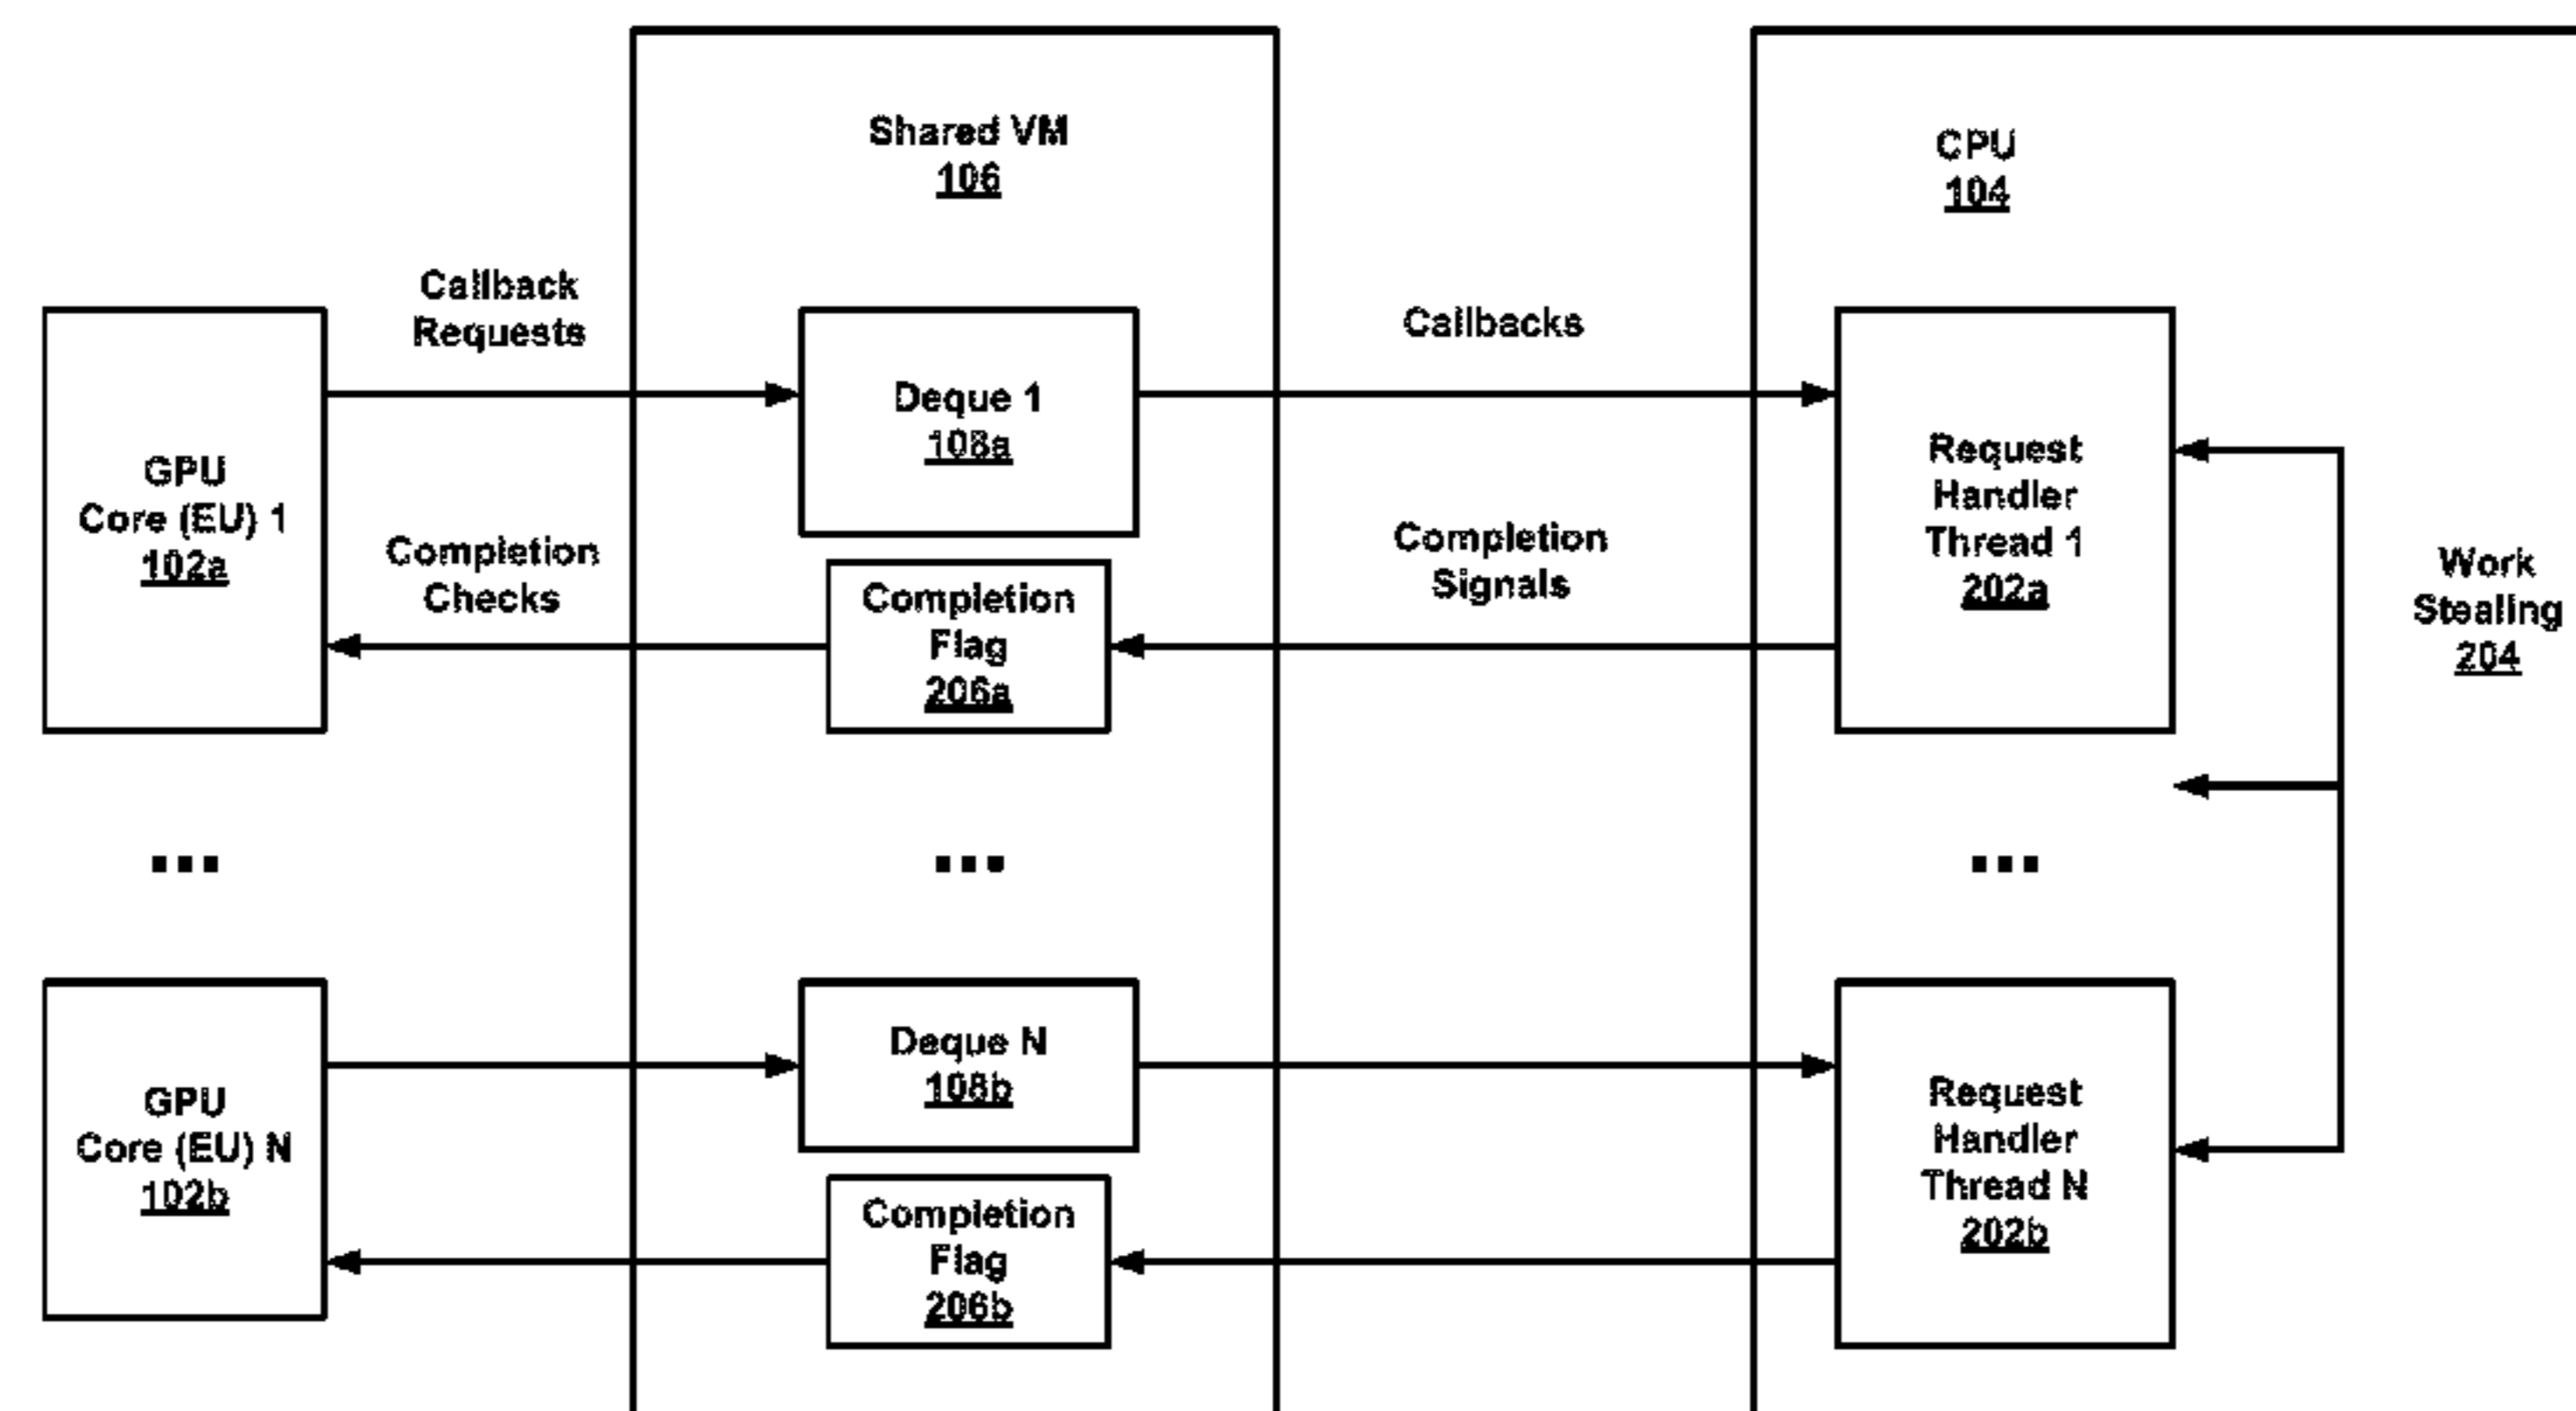 Shared VM
106
CPU
104
Callback
Requests
Callbacks
GPU
Core (EU) 1
102a
Deque 1
108a
Request
Handler
Thread 1
202a
Completion
Checks
Completion
Flag
206a
Completion
Signals
Work
Stealing
204
...
...
...
GPU
Core (EU) N
102b
Deque N
108b
Completion
Flag
206b
Request
Handler
Thread N
202b